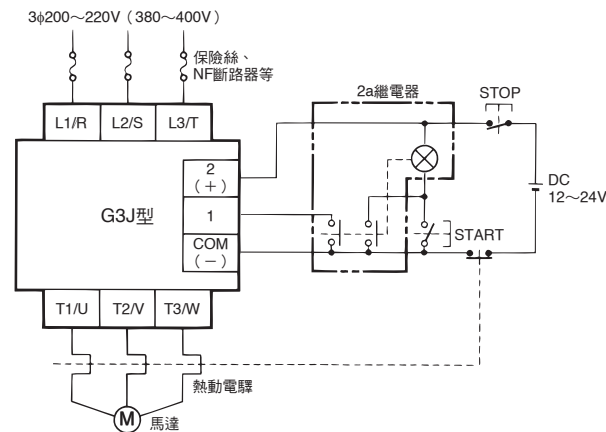 3φ200～220V（380～400V）
保險絲、
NF斷路器等
L1/R
L2/S
L3/T
2a繼電器
STOP
2
（+）
1
COM
（−）
G3J型
DC
12～24V
START
T1/U
T2/V
T3/W
熱動電驛
M
馬達